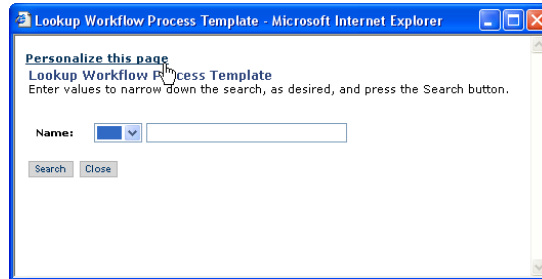 Lookup Workflow Process Template - Microsoft Internet Explorer
Personalize this page
Lookup Workflow Process Template
Enter values to narrow down the search, as desired, and press the Search button.
Name:
Search Close